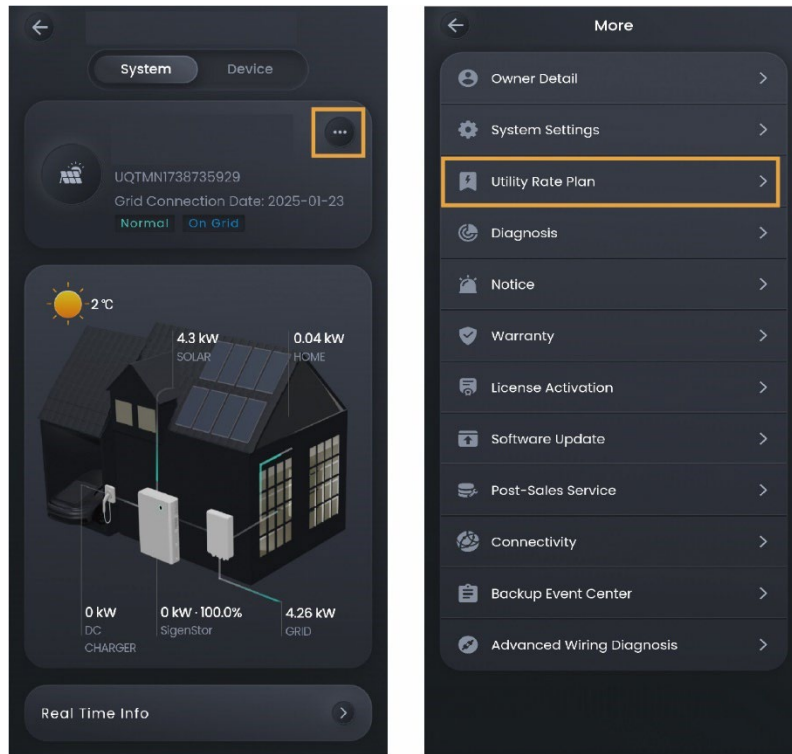 System
Device
UQTMN1738735929
Grid Connection Date: 2025-01-23
Normal On Grid
-2 ℃
4.3 kW
SOLAR
0.04 kW
HOME
0 kW
DC
CHARGER
0 kW · 100.0%
SigenStor
4.26 kW
GRID
Real Time Info
More
Owner Detail
System Settings
Utility Rate Plan
Diagnosis
Notice
Warranty
License Activation
Software Update
Post-Sales Service
Connectivity
Backup Event Center
Advanced Wiring Diagnosis